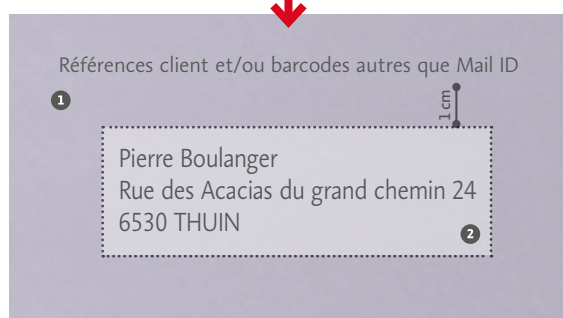 Références client et/ou barcodes autres que Mail ID
1
1 cm
Pierre Boulanger
Rue des Acacias du grand chemin 24
6530 THUIN
2